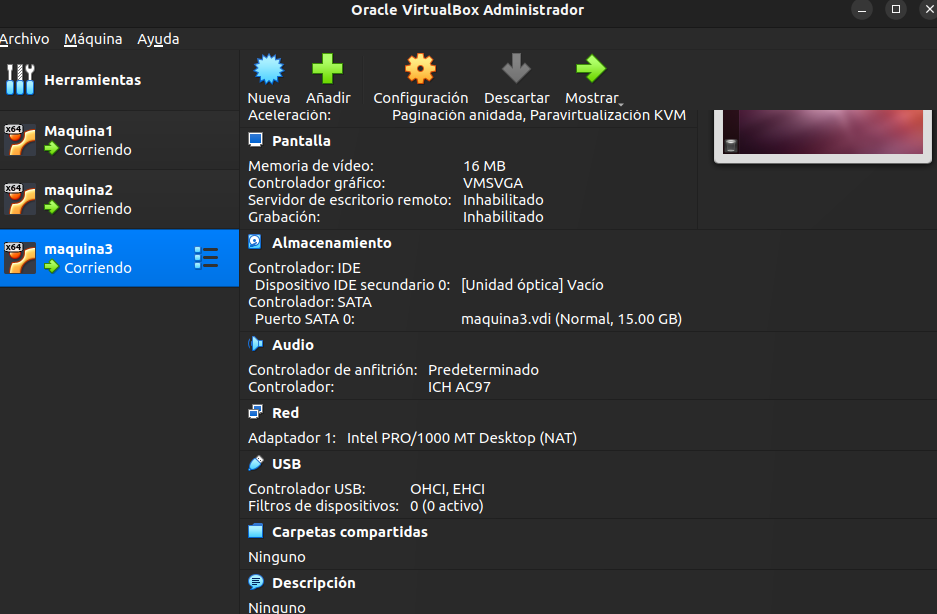 Oracle VirtualBox Administrador
Archivo Máquina Ayuda
Herramientas
Nueva Añadir Configuración Descartar Mostrar
x64 Maquina1
Corriendo
x64 maquina2
Corriendo
x64 maquina3
Corriendo
Aceleración: Paginación anidada, Paravirtualización KVM
Pantalla
Memoria de vídeo: 16 MB
Controlador gráfico: VMSVGA
Servidor de escritorio remoto: Inhabilitado
Grabación: Inhabilitado
Almacenamiento
Controlador: IDE
Dispositivo IDE secundario 0: [Unidad óptica] Vacío
Controlador: SATA
Puerto SATA 0: maquina3.vdi (Normal, 15.00 GB)
Audio
Controlador de anfitrión: Predeterminado
Controlador: ICH AC97
Red
Adaptador 1: Intel PRO/1000 MT Desktop (NAT)
USB
Controlador USB: OHCI, EHCI
Filtros de dispositivos: 0 (0 activo)
Carpetas compartidas
Ninguno
Descripción
Ninguno